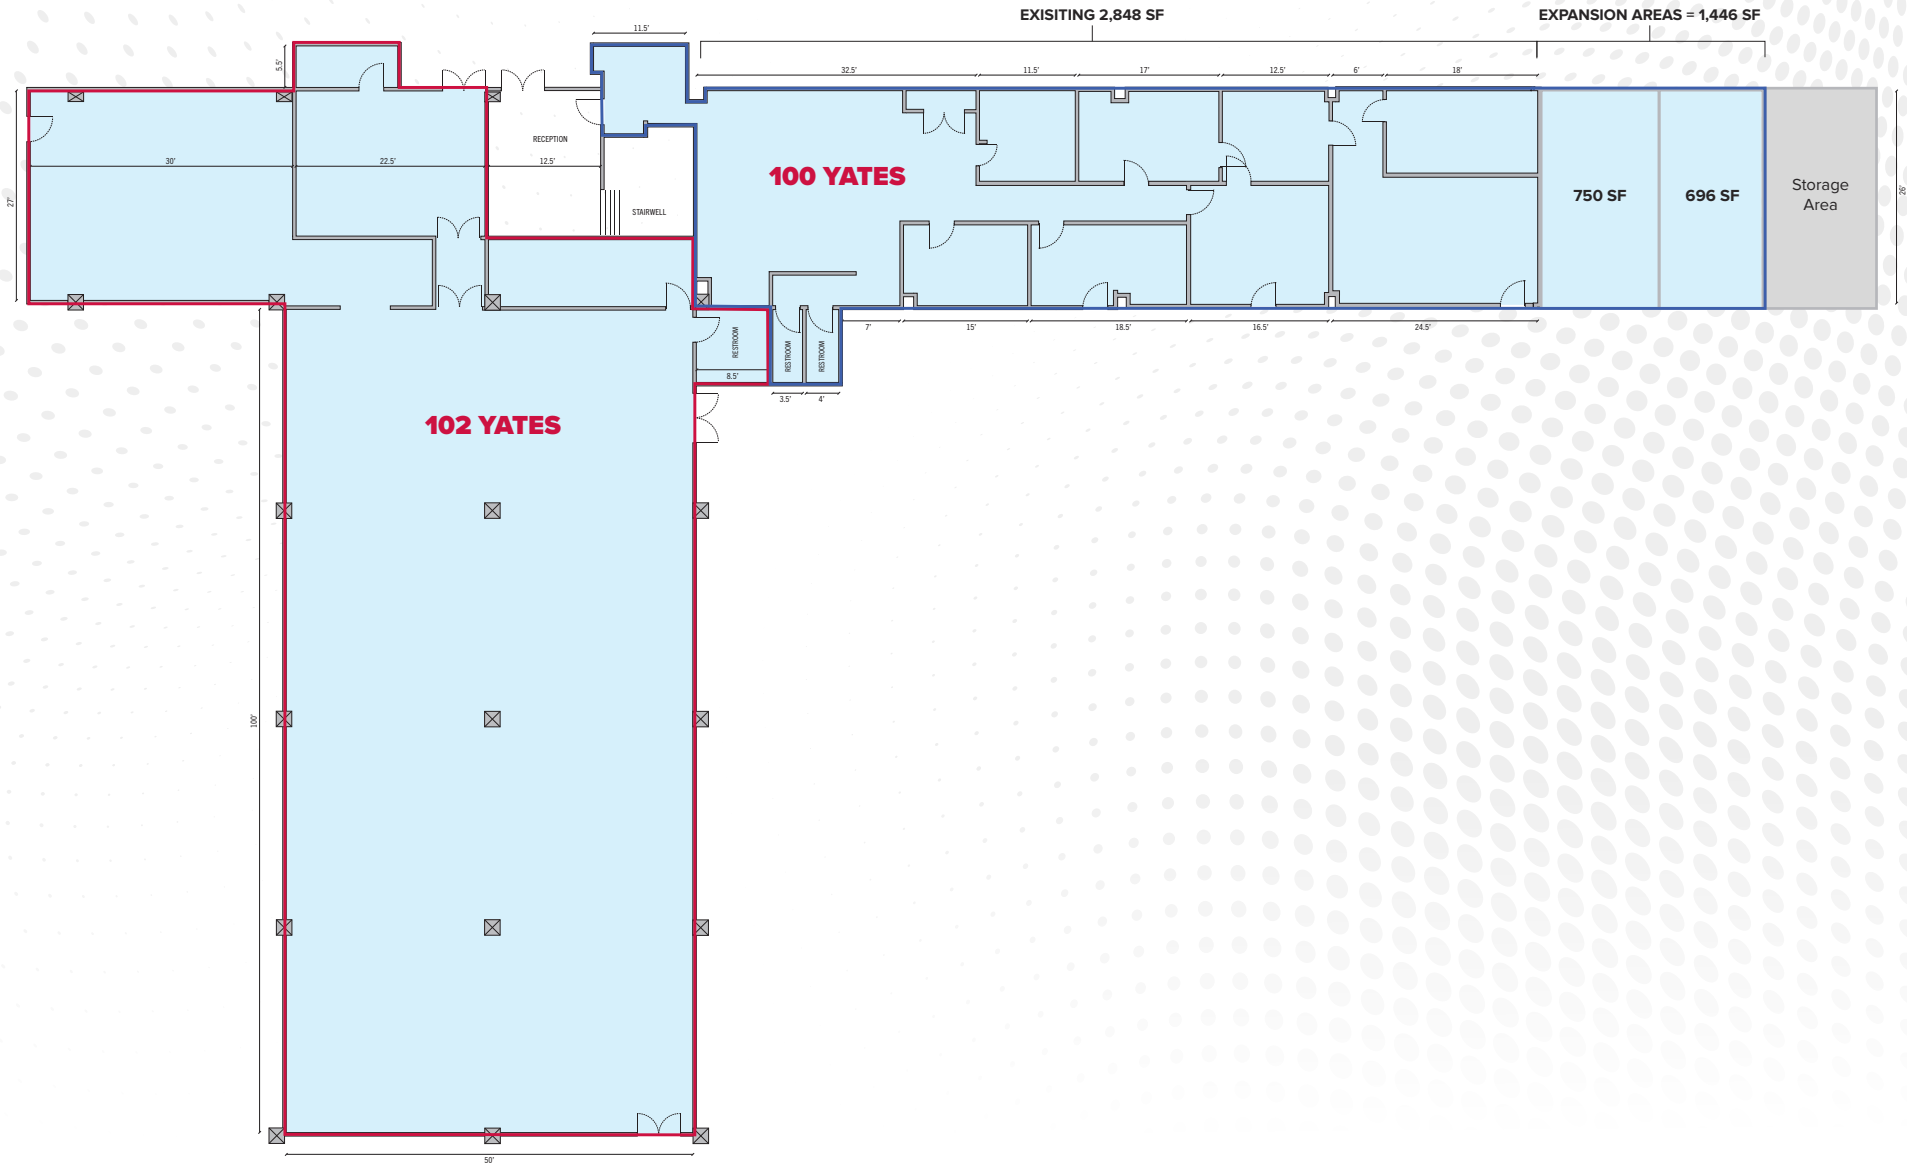 EXISITING 2,848 SF
EXPANSION AREAS = 1,446 SF
11.5'
5.5'
32.5'
11.5'
17'
12.5'
6'
18'
RECEPTION
30'
22.5'
12.5'
27'
100 YATES
750 SF
696 SF
Storage
Area
26'
STAIRWELL
7'
15'
18.5'
16.5'
24.5'
RESTROOM
RESTROOM
RESTROOM
8.5'
3.5'
4'
102 YATES
100'
50'